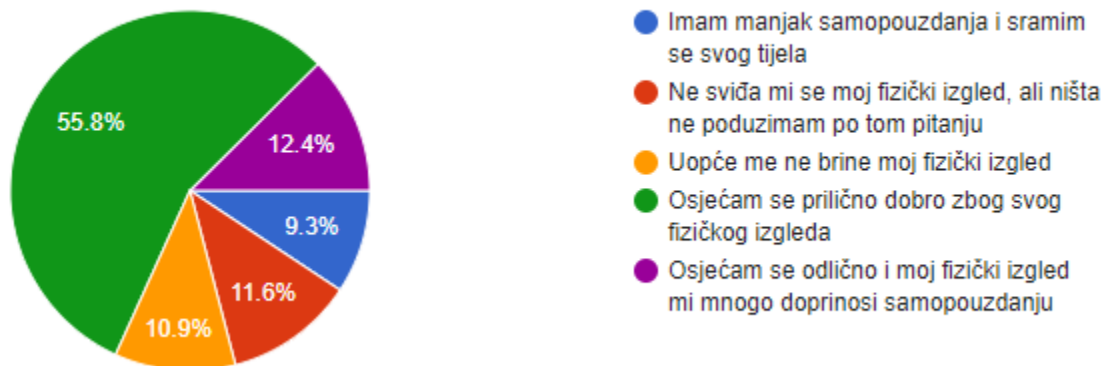 55.8%
12.4%
9.3%
11.6%
10.9%
Imam manjak samopouzdanja i sramim
se svog tijela
Ne sviđa mi se moj fizički izgled, ali ništa
ne poduzimam po tom pitanju
Uopće me ne brine moj fizički izgled
Osjećam se prilično dobro zbog svog
fizičkog izgleda
Osjećam se odlično i moj fizički izgled
mi mnogo doprinosi samopouzdanju